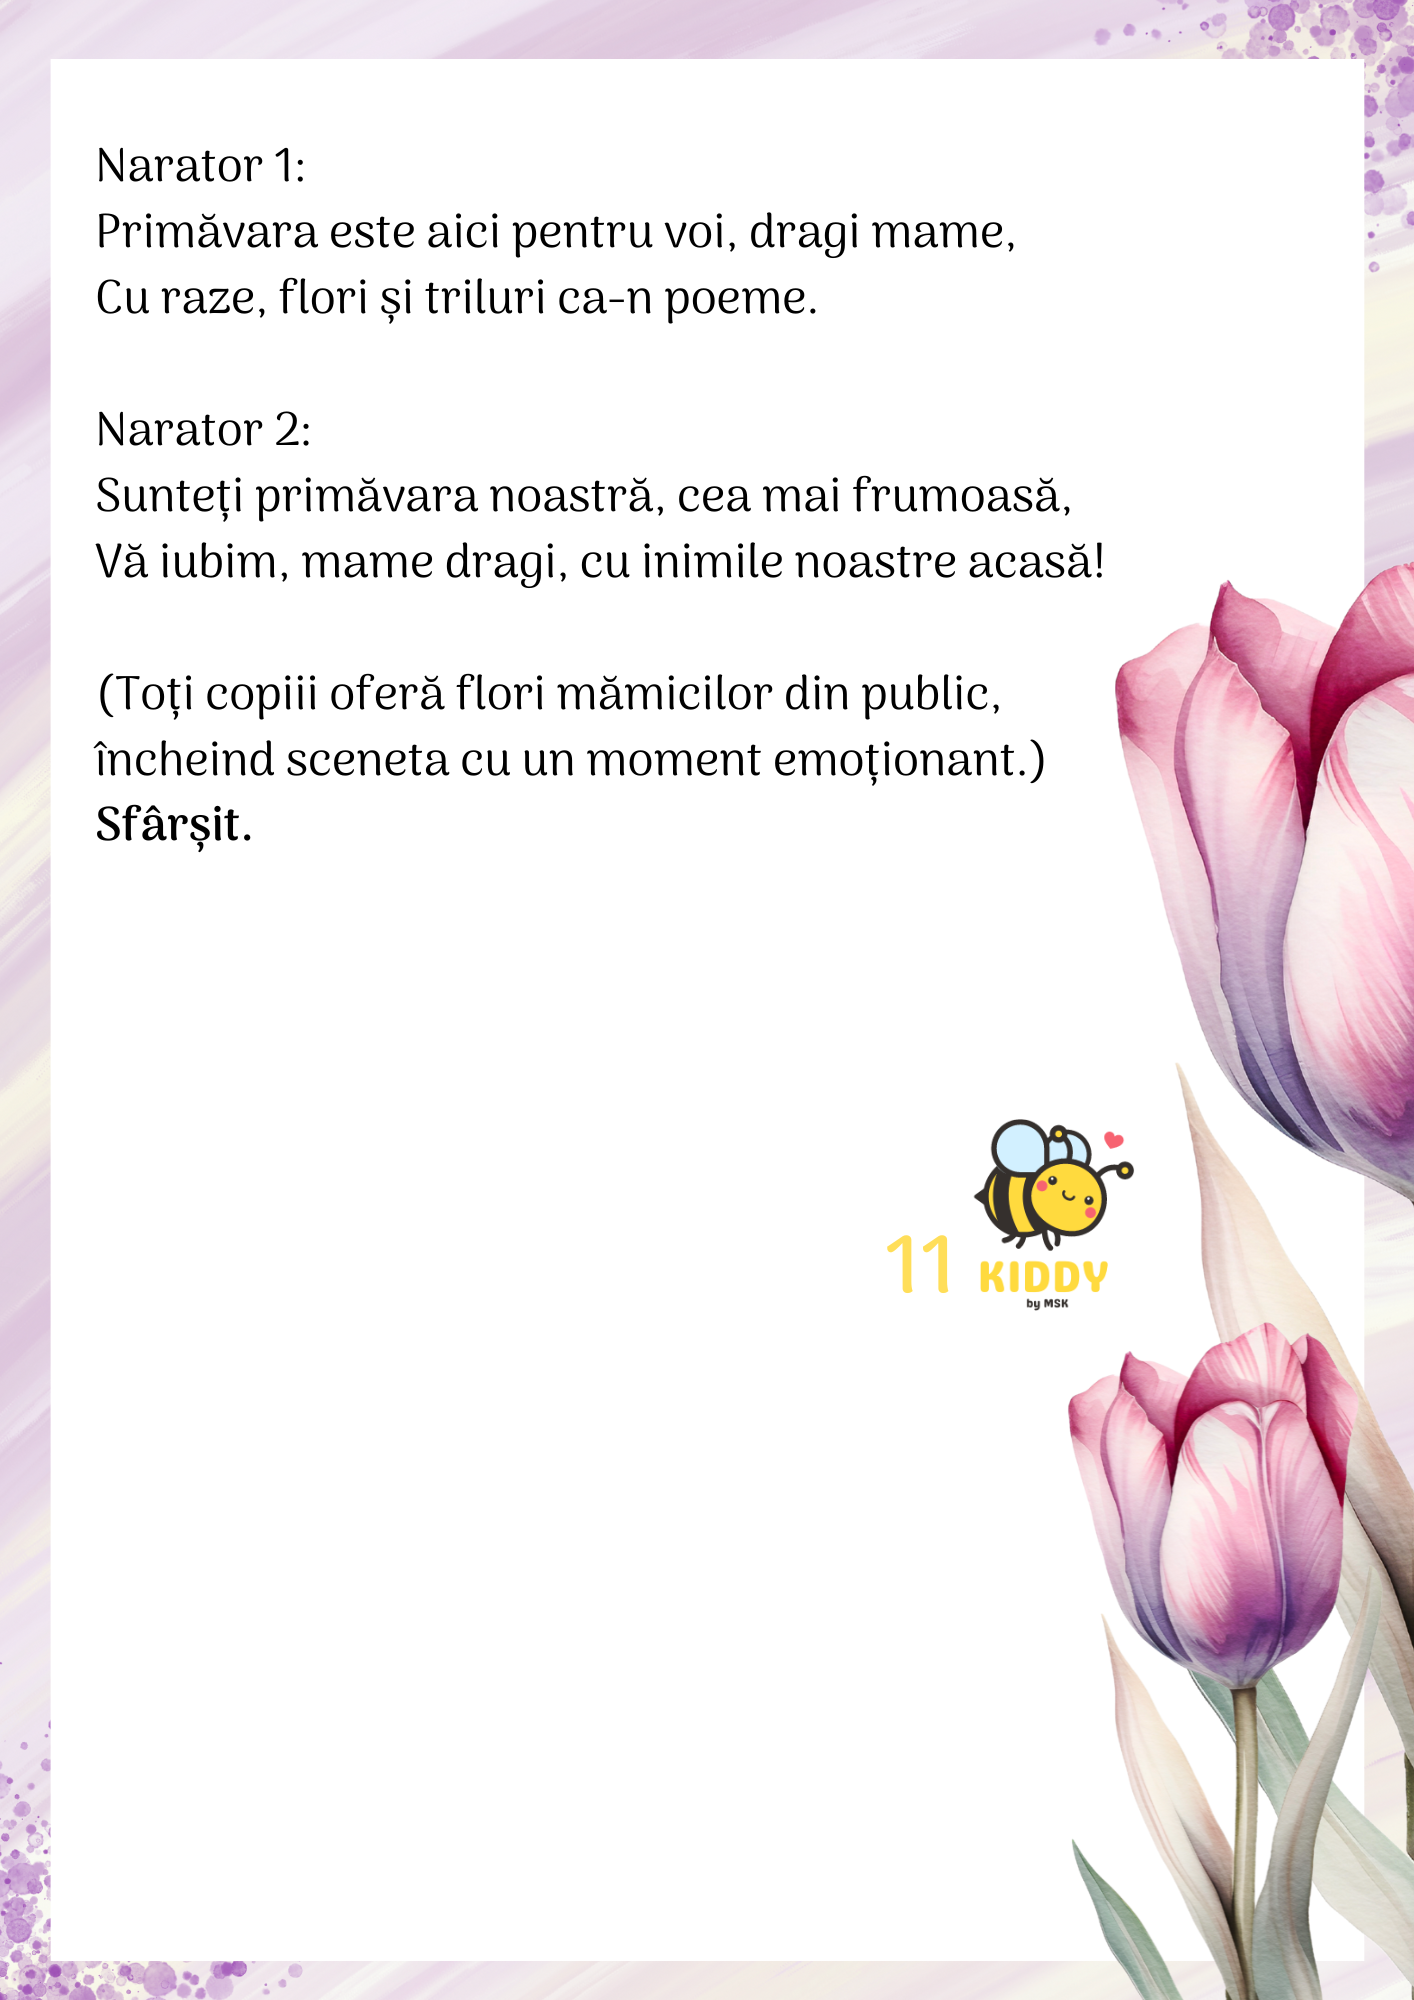 Narator 1:
Primăvara este aici pentru voi, dragi mame,
Cu raze, flori și triluri ca-n poeme.
Narator 2:
Sunteți primăvara noastră, cea mai frumoasă,
Vă iubim, mame dragi, cu inimile noastre acasă!
(Toți copiii oferă flori mămicilor din public,
încheind sceneta cu un moment emoționant.)
Sfârșit.
11
KIDDY
by MSK